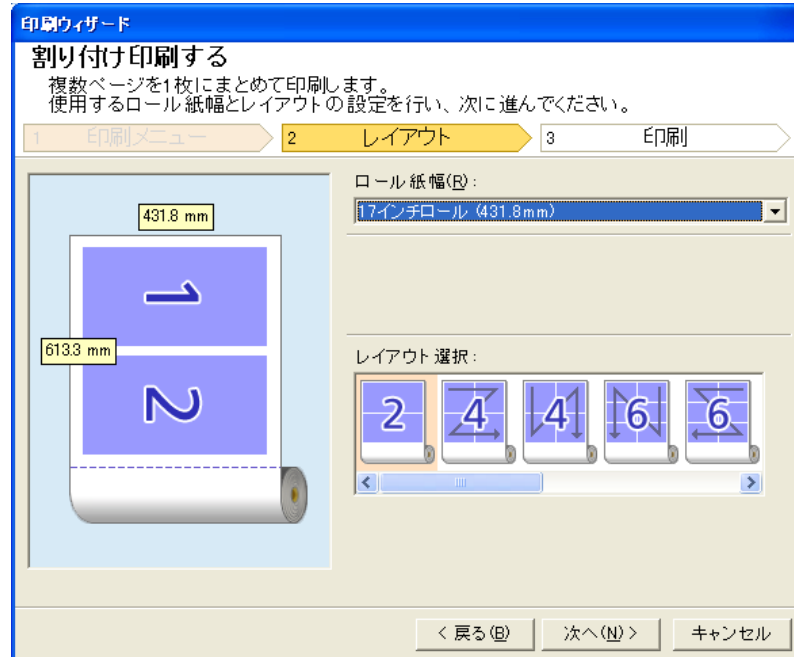 印刷ウィザード
割り付け印刷する
複数ページを1枚にまとめて印刷します。
使用するロール紙幅とレイアウトの設定を行い、次に進んでください。
1 印刷メニュー 2 レイアウト 3 印刷
ロール紙幅(R):
17インチロール (431.8mm)
431.8 mm
613.3 mm
1
2
レイアウト選択:
2 4 4 6 6
< 戻る(B) 次へ(N) > キャンセル